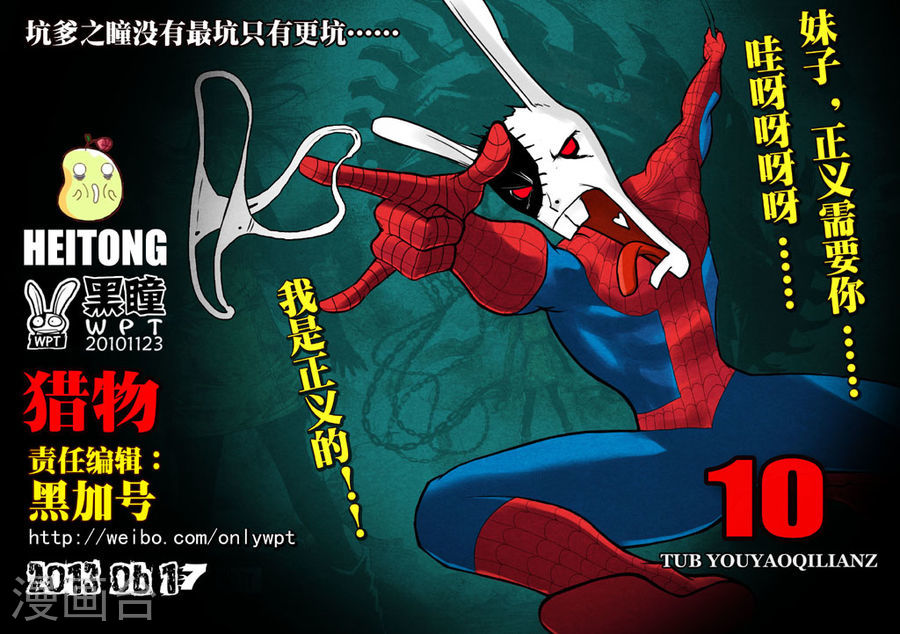 坑爹之瞳没有最坑只有更坑……
妹子，正义需要你……
哇呀呀呀呀……
我是正义的！！
HEITONG
黑瞳
WPT
WPT
20101123
猎物
责任编辑：
黑加号
http://weibo.com/onlywpt
10
TUB YOUYAOQILIANZ
漫画台